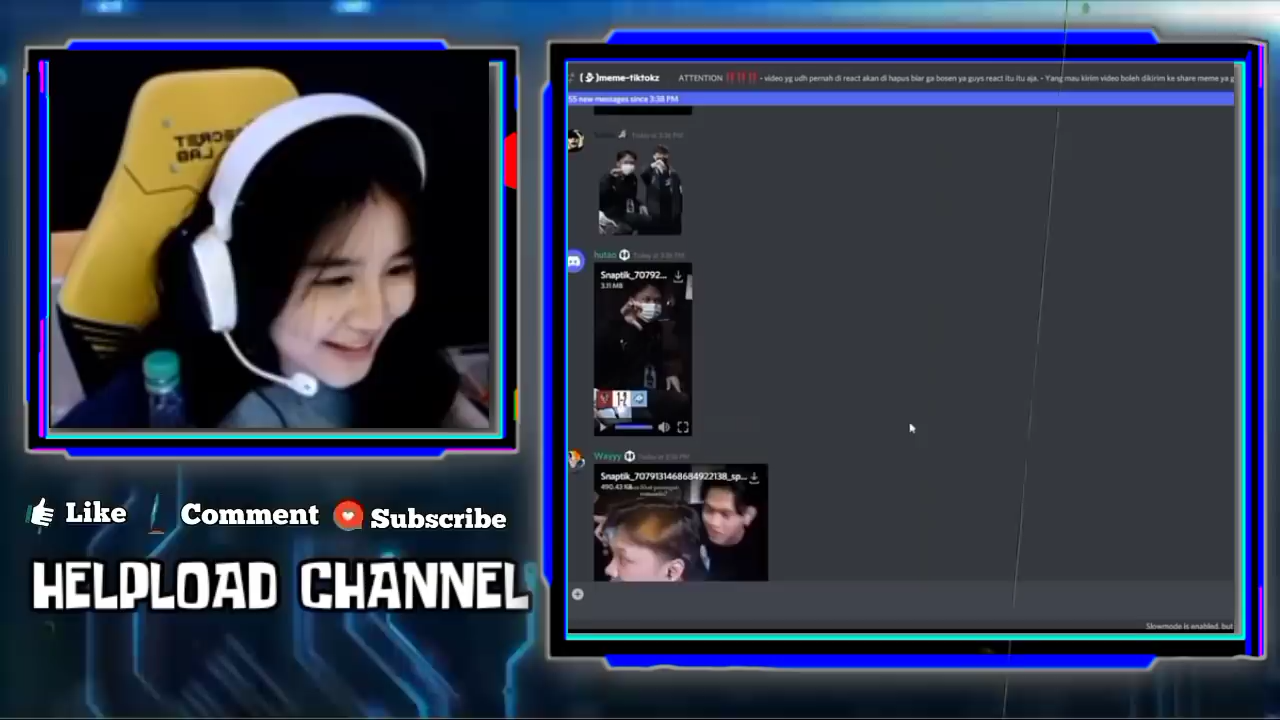 SECRET
LAB
meme-tiktokz
ATTENTION ‼️‼️‼️ - video yg udh pernah di react akan di hapus biar ga bosen ya guys react itu itu aja. - Yang mau kirim video boleh dikirim ke share meme ya g
55 new messages since 3:38 PM
hutao
Snaptik_70792...
3.11 MB
Wayyy
Snaptik_7079131468684922138_sp...
490.43 KB
Like
Comment
Subscribe
HELPLOAD CHANNEL
Slowmode is enabled, but